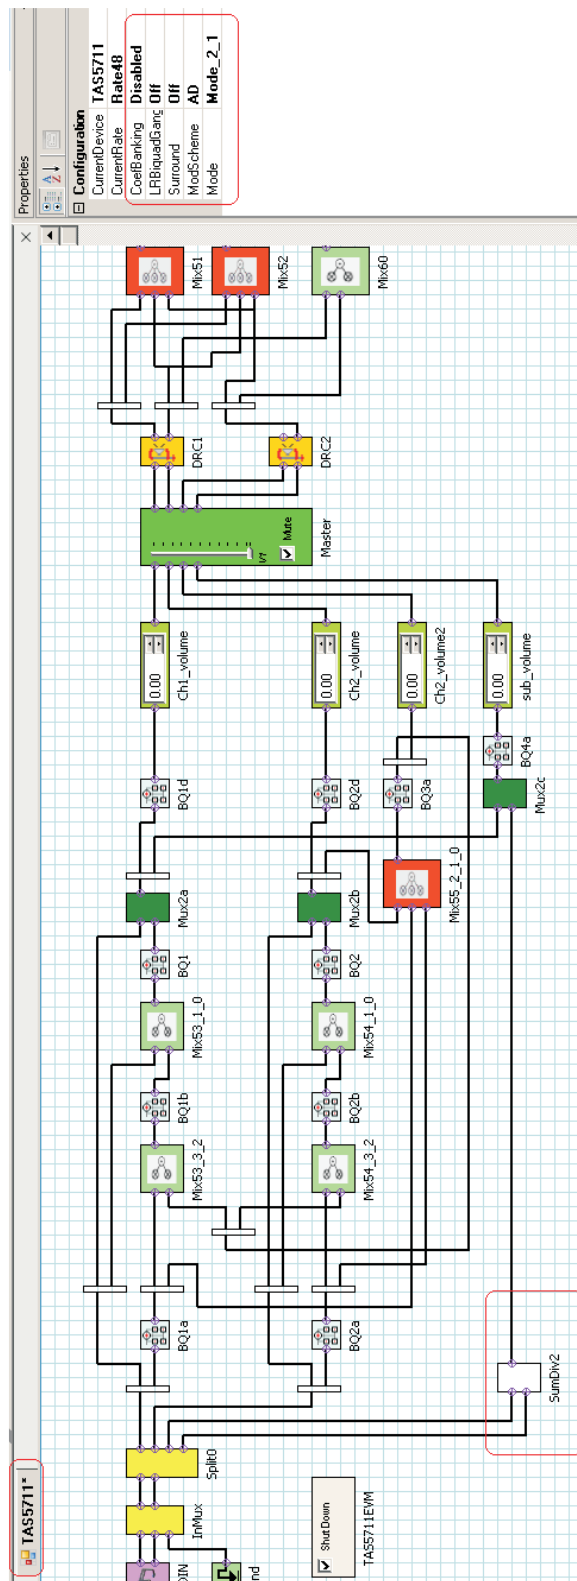 TAS5711*
Properties
Configuration
CurrentDevice TAS5711
CurrentRate Rate48
CoefBanking Disabled
LRBiquadGang Off
Surround Off
ModScheme AD
Mode Mode_2_1
DIN
InMux
Split0
BQ1a
Mix53_3_2
BQ1b
Mix53_1_0
BQ1
Mux2a
BQ1d
0.00
Ch1_volume
Mute
Master
DRC1
Mix51
Mix52
BQ2a
Mix54_3_2
BQ2b
Mix54_1_0
BQ2
Mux2b
BQ2d
0.00
Ch2_volume
DRC2
Mix60
Mix55_2_1_0
BQ3a
0.00
Ch2_volume2
SumDiv2
Mux2c
BQ4a
0.00
sub_volume
ShutDown
TAS5711EVM